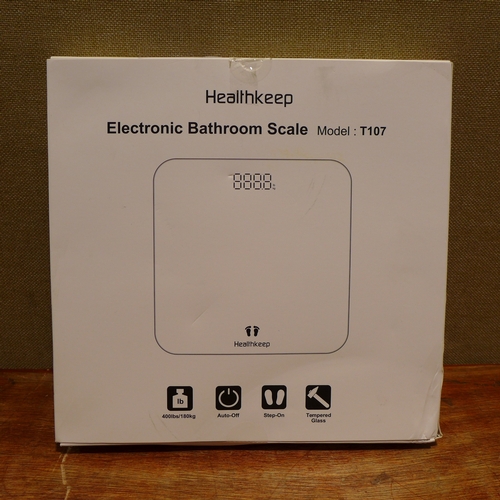 Healthkeep
Electronic Bathroom Scale Model : T107
8888
Healthkeep
lb
400lbs/180kg Auto-Off Step-On Tempered
Glass